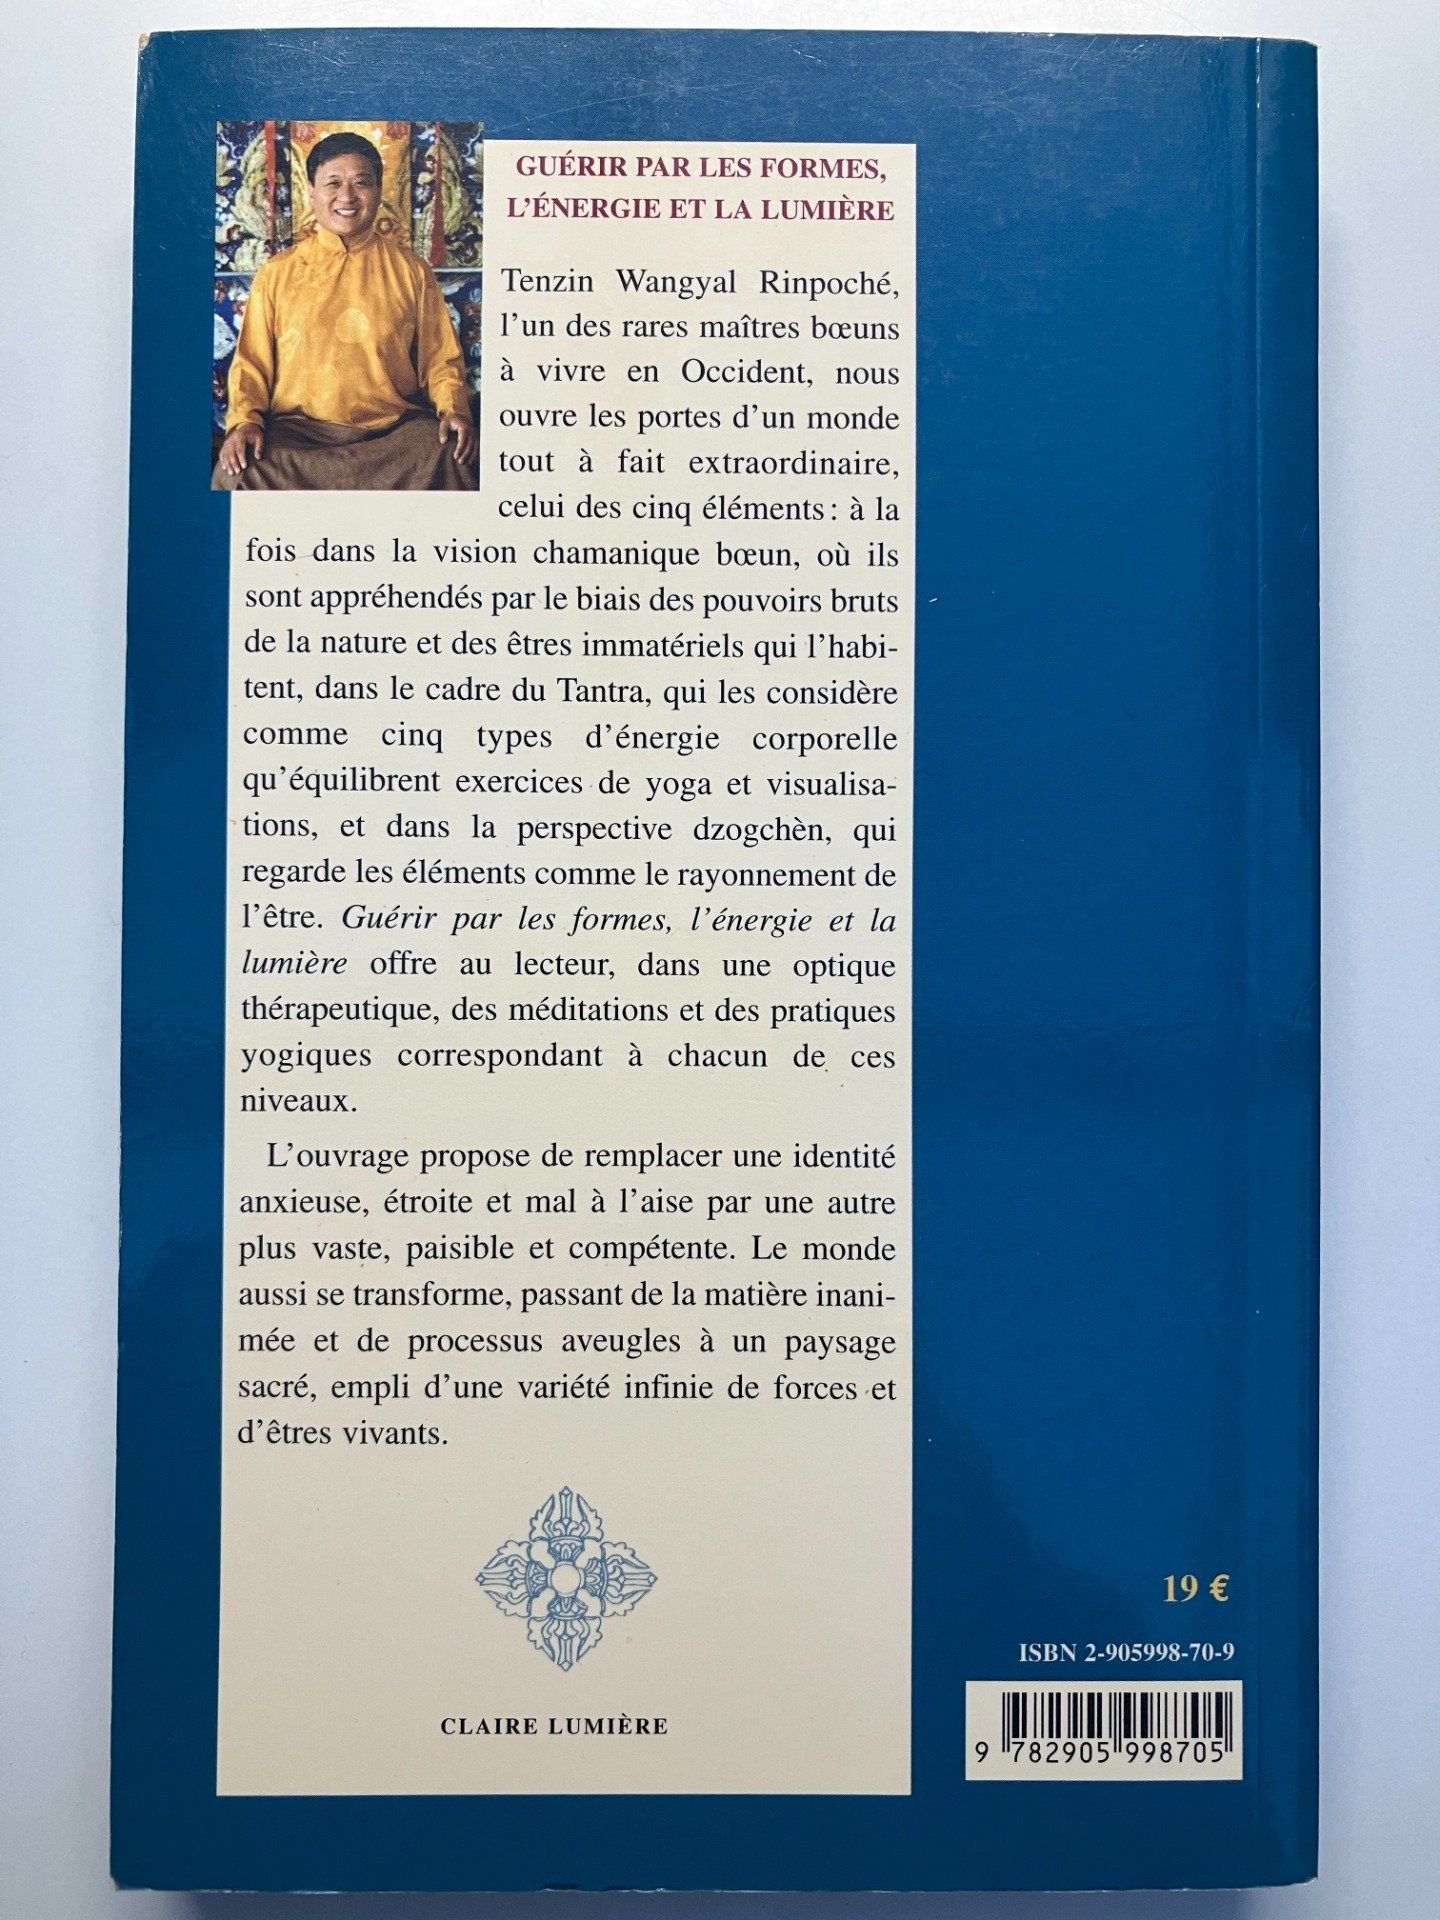 GUÉRIR PAR LES FORMES,
L'ÉNERGIE ET LA LUMIÈRE
Tenzin Wangyal Rinpoché,
l'un des rares maîtres bœuns
à vivre en Occident, nous
ouvre les portes d'un monde
tout à fait extraordinaire,
celui des cinq éléments : à la
fois dans la vision chamanique bœun, où ils
sont appréhendés par le biais des pouvoirs bruts
de la nature et des êtres immatériels qui l'habi-
tent, dans le cadre du Tantra, qui les considère
comme cinq types d'énergie corporelle
qu'équilibrent exercices de yoga et visualisa-
tions, et dans la perspective dzogchèn, qui
regarde les éléments comme le rayonnement de
l'être. Guérir par les formes, l'énergie et la
lumière offre au lecteur, dans une optique
thérapeutique, des méditations et des pratiques
yogiques correspondant à chacun de ces
niveaux.
L'ouvrage propose de remplacer une identité
anxieuse, étroite et mal à l'aise par une autre
plus vaste, paisible et compétente. Le monde
aussi se transforme, passant de la matière inani-
mée et de processus aveugles à un paysage
sacré, empli d'une variété infinie de forces et
d'êtres vivants.
CLAIRE LUMIÈRE
19 €
ISBN 2-905998-70-9
9 782905 998705